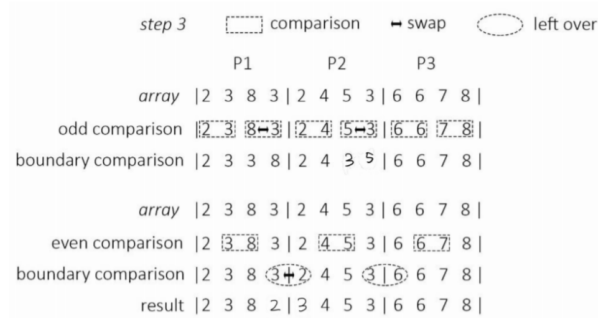 step 3 comparison swap left over
P1 P2 P3
array |2 3 8 3|2 4 5 3|6 6 7 8|
odd comparison |2 3 8 3|2 4 5 3|6 6 7 8|
boundary comparison |2 3 3 8|2 4 3 5|6 6 7 8|
array |2 3 8 3|2 4 5 3|6 6 7 8|
even comparison |2 3 8 3|2 4 5 3|6 6 7 8|
boundary comparison |2 3 8 3|2 4 5 3|6 6 7 8|
result |2 3 8 2|3 4 5 3|6 6 7 8|